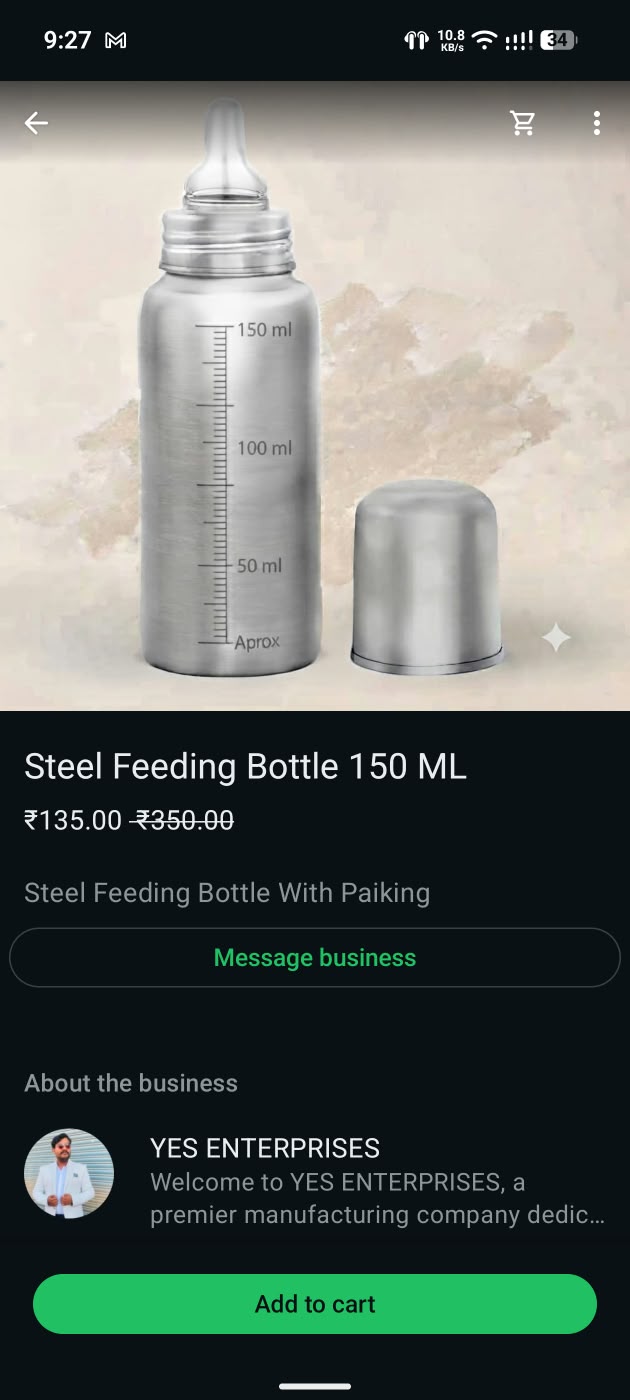 9:27
10.8
KB/s
34
150 ml
100 ml
50 ml
Aprox
Steel Feeding Bottle 150 ML
₹135.00 ₹350.00
Steel Feeding Bottle With Paiking
Message business
About the business
YES ENTERPRISES
Welcome to YES ENTERPRISES, a
premier manufacturing company dedic...
Add to cart